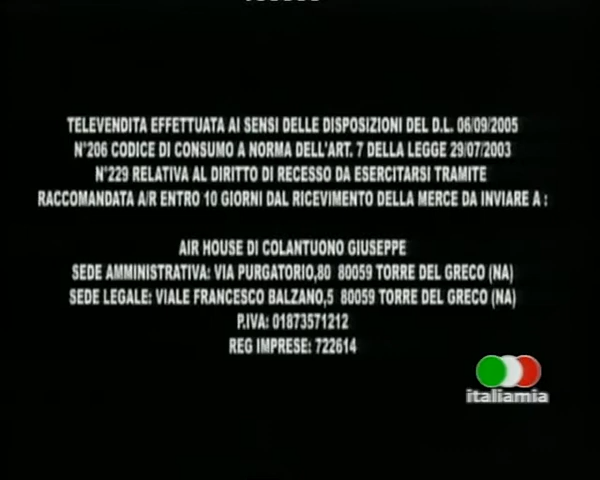 TELEVENDITA EFFETTUATA AI SENSI DELLE DISPOSIZIONI DEL D.L. 06/09/2005
N°206 CODICE DI CONSUMO A NORMA DELL'ART. 7 DELLA LEGGE 29/07/2003
N°229 RELATIVA AL DIRITTO DI RECESSO DA ESERCITARSI TRAMITE
RACCOMANDATA A/R ENTRO 10 GIORNI DAL RICEVIMENTO DELLA MERCE DA INVIARE A :
AIR HOUSE DI COLANTUONO GIUSEPPE
SEDE AMMINISTRATIVA: VIA PURGATORIO,80 80059 TORRE DEL GRECO (NA)
SEDE LEGALE: VIALE FRANCESCO BALZANO,5 80059 TORRE DEL GRECO (NA)
P.IVA: 01873571212
REG IMPRESE: 722614
italiamia